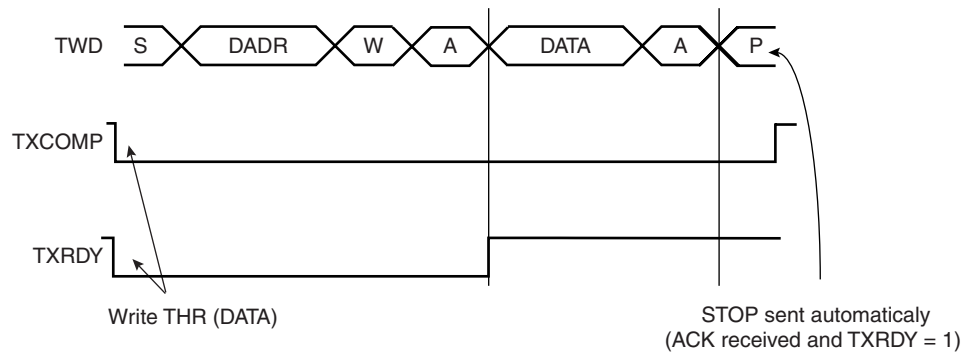 TWD S DADR W A DATA A P
TXCOMP
TXRDY
Write THR (DATA)
STOP sent automaticaly
(ACK received and TXRDY = 1)